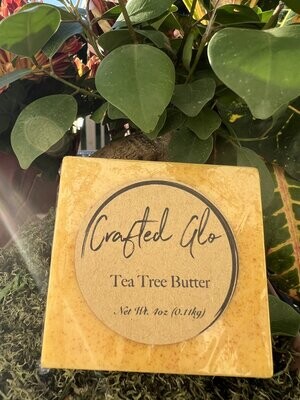 Crafted Glo
Tea Tree Butter
Net Wt. 4oz (0.11kg)